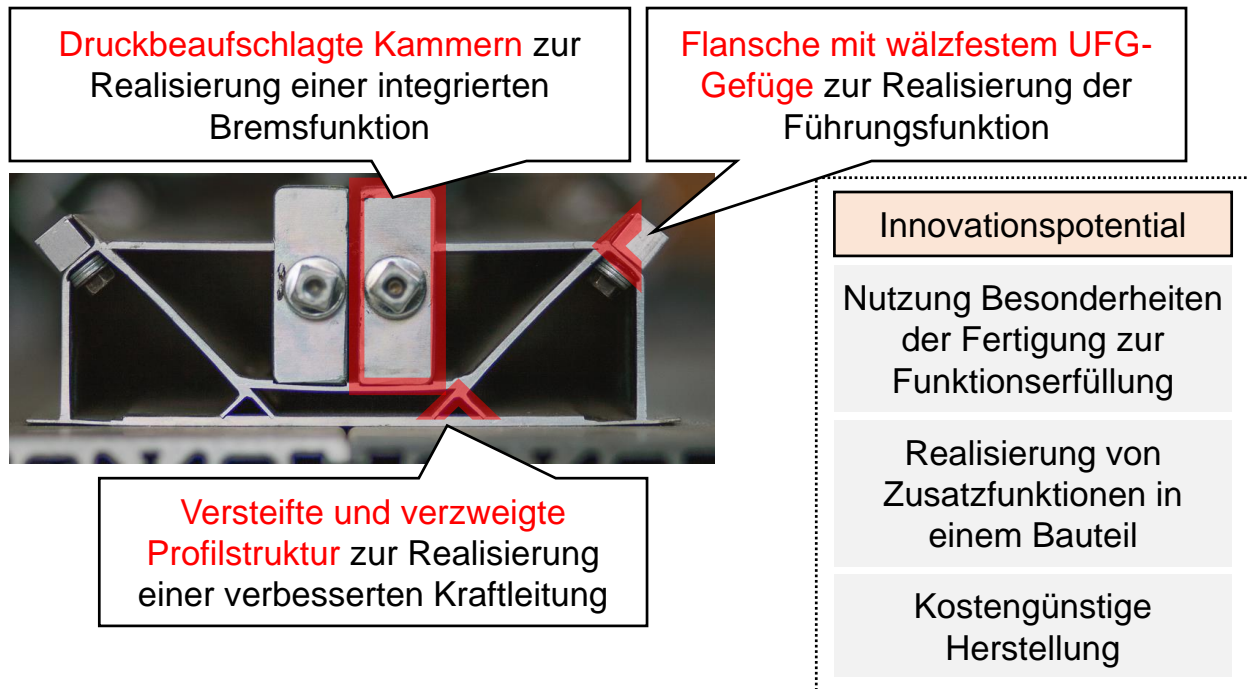 Druckbeaufschlagte Kammern zur
Realisierung einer integrierten
Bremsfunktion
Flansche mit wälzfestem UFG-
Gefüge zur Realisierung der
Führungsfunktion
Versteifte und verzweigte
Profilstruktur zur Realisierung
einer verbesserten Kraftleitung
Innovationspotential
Nutzung Besonderheiten
der Fertigung zur
Funktionserfüllung
Realisierung von
Zusatzfunktionen in
einem Bauteil
Kostengünstige
Herstellung